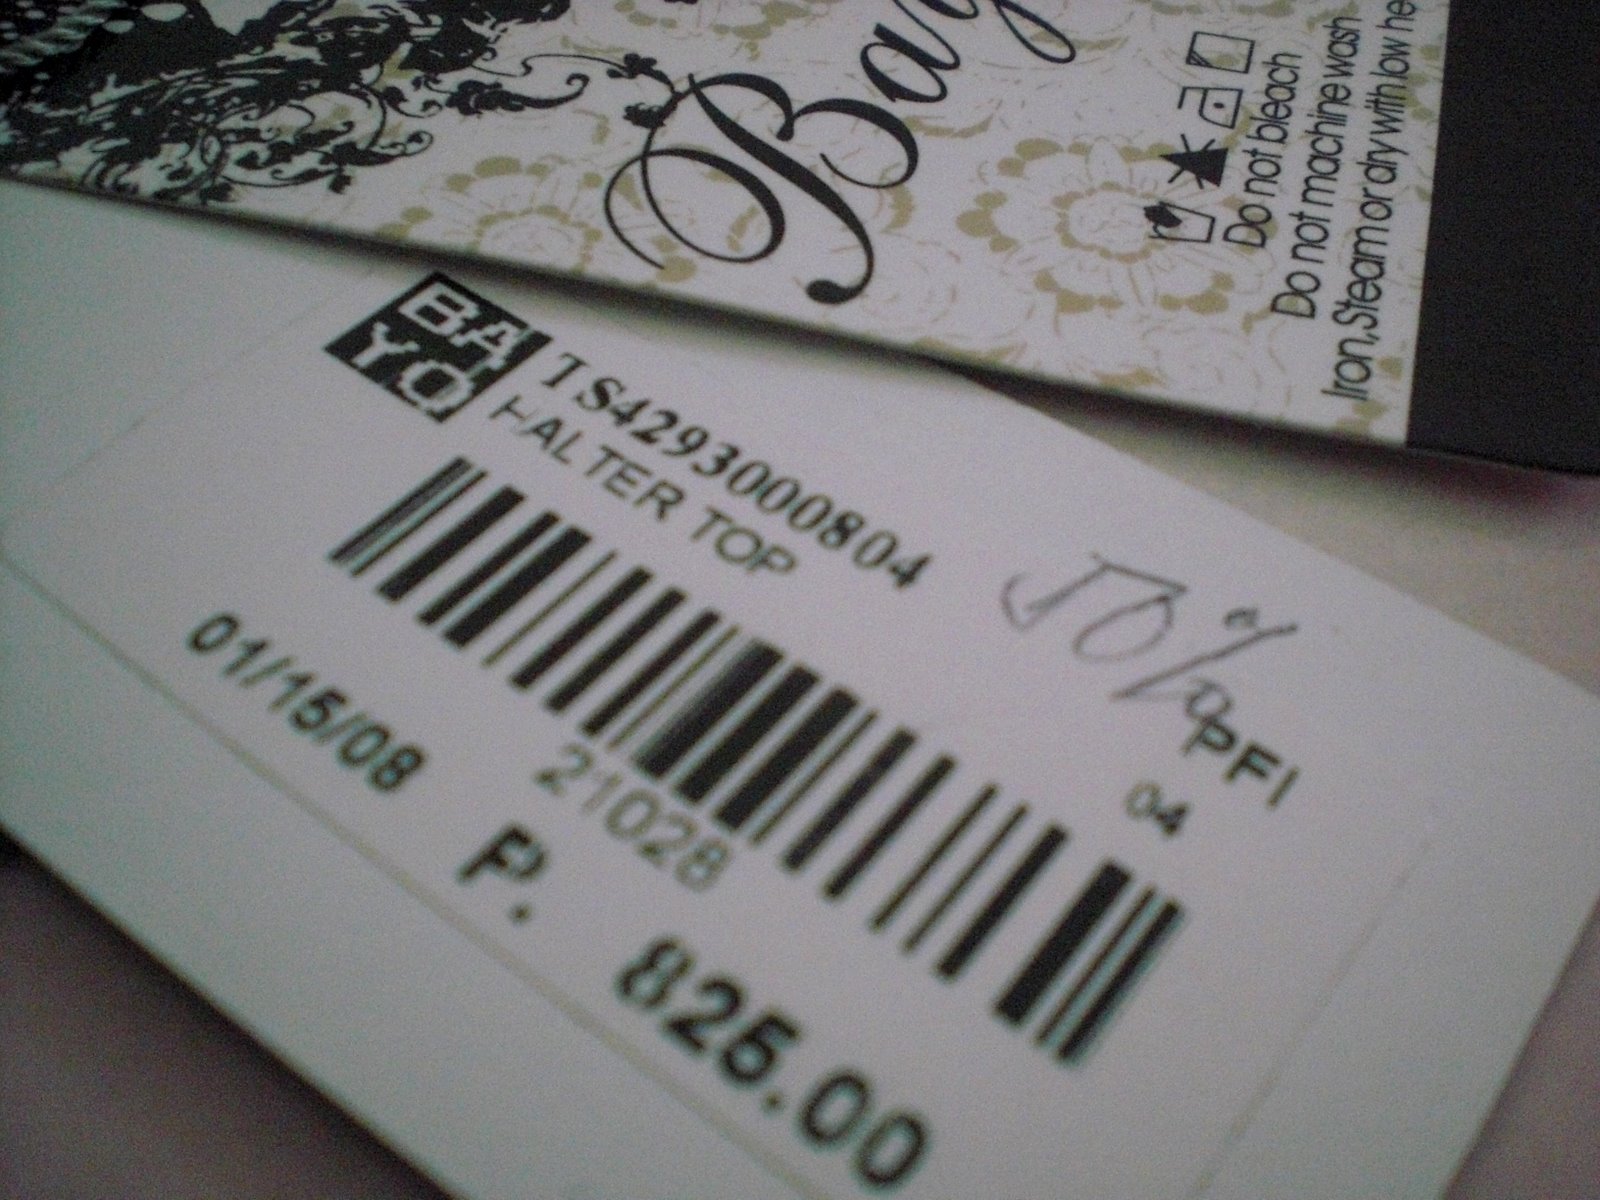 Bay
Do not bleach
Do not machine wash
Iron,Steam or dry with low he
BA
YO
TS4293000804
HALTER TOP
50%
PFI
04
21028
01/15/08
P. 825.00